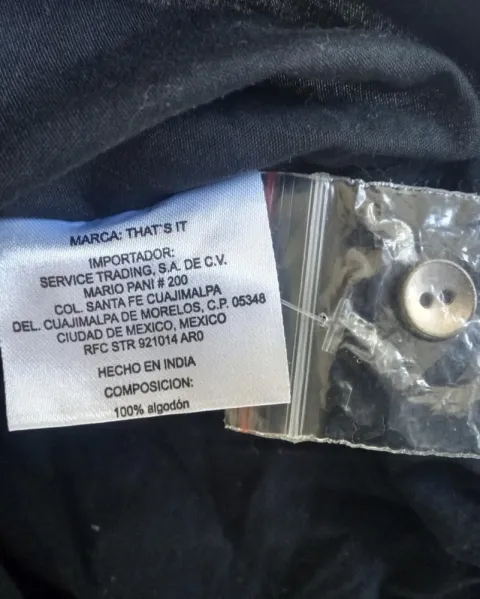 MARCA: THAT'S IT
IMPORTADOR:
SERVICE TRADING, S.A. DE C.V.
MARIO PANI # 200
COL. SANTA FE CUAJIMALPA
DEL. CUAJIMALPA DE MORELOS, C.P. 05348
CIUDAD DE MEXICO, MEXICO
RFC STR 921014 AR0
HECHO EN INDIA
COMPOSICION:
100% algodón